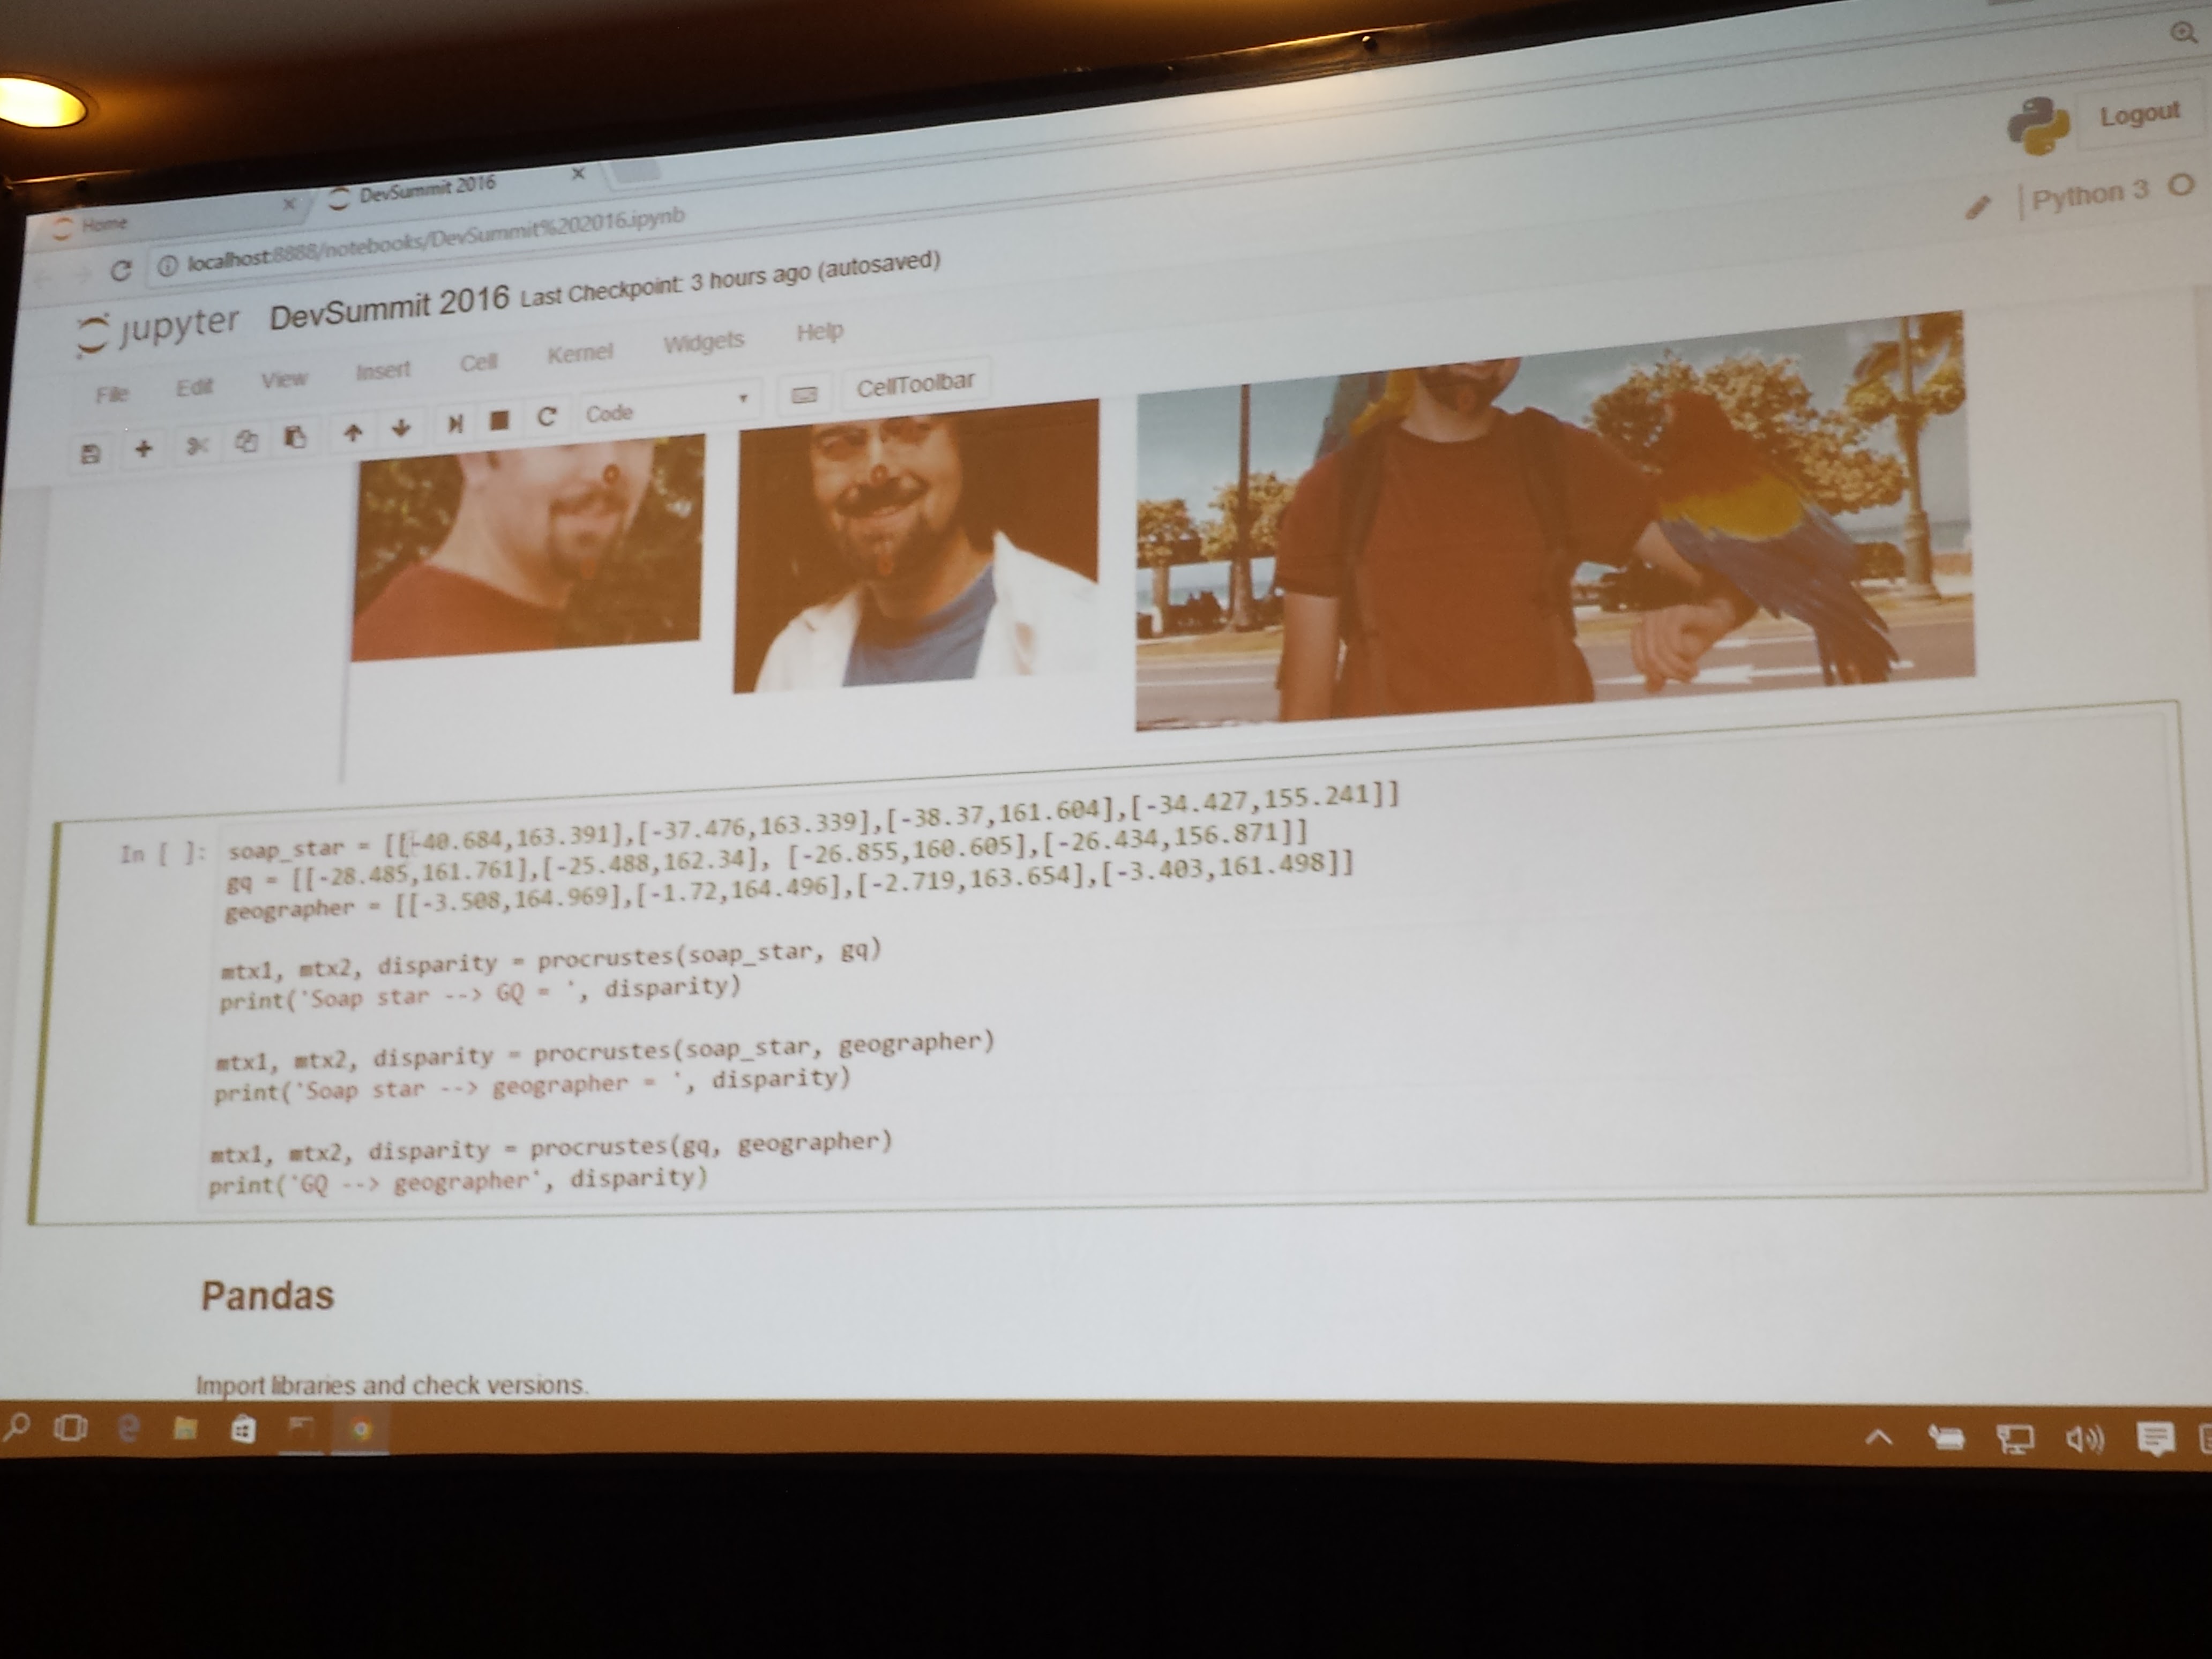 Home
DevSummit 2016
localhost:8888/notebooks/DevSummit%202016.ipynb
Logout
jupyter DevSummit 2016 Last Checkpoint: 3 hours ago (autosaved)
File Edit View Insert Cell Kernel Widgets Help
Python 3
Code CellToolbar
In [ ]: soap_star = [[-40.684,163.391],[-37.476,163.339],[-38.37,161.604],[-34.427,155.241]]
gq = [[-28.485,161.761],[-25.488,162.34], [-26.855,160.605],[-26.434,156.871]]
geographer = [[-3.508,164.969],[-1.72,164.496],[-2.719,163.654],[-3.403,161.498]]
mtx1, mtx2, disparity = procrustes(soap_star, gq)
print('Soap star --> GQ = ', disparity)
mtx1, mtx2, disparity = procrustes(soap_star, geographer)
print('Soap star --> geographer = ', disparity)
mtx1, mtx2, disparity = procrustes(gq, geographer)
print('GQ --> geographer', disparity)
Pandas
Import libraries and check versions.